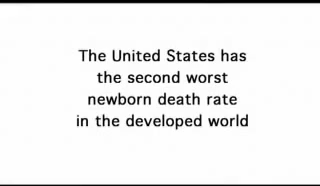 The United States has
the second worst
newborn death rate
in the developed world